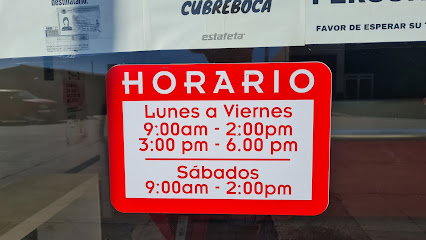 destinatario.
CUBREBOCA
estafeta
FAVOR DE ESPERAR SU
HORARIO
Lunes a Viernes
9:00am - 2:00pm
3:00 pm - 6:00 pm
Sábados
9:00am - 2:00pm